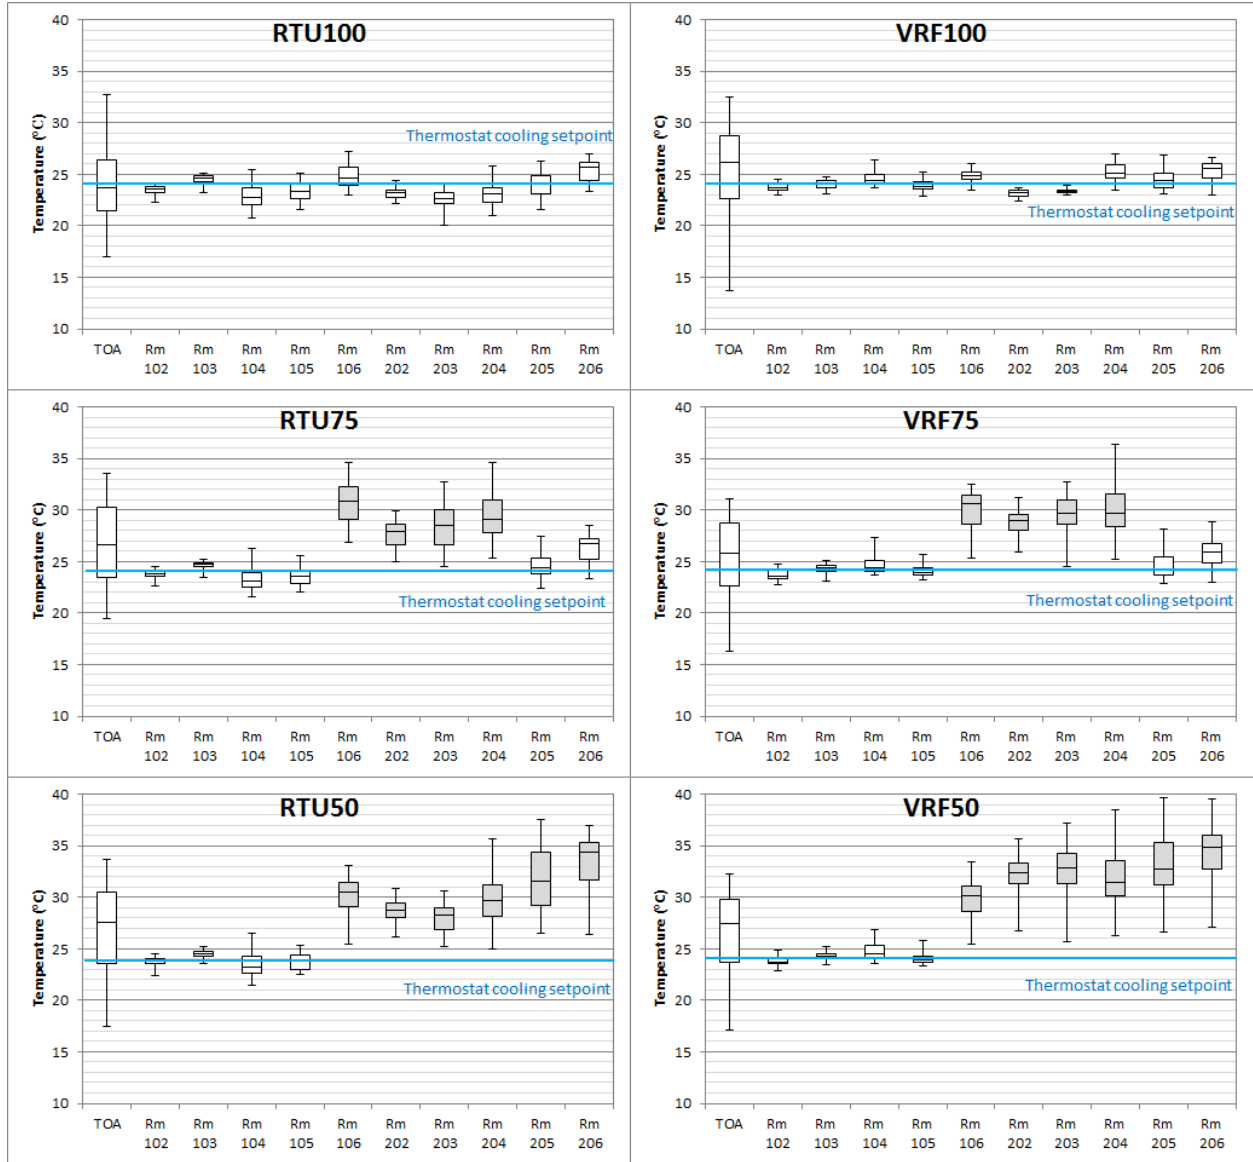 RTU100
Temperature (°C)
40
35
30
25
20
15
10
Thermostat cooling setpoint
TOA Rm Rm Rm Rm Rm Rm Rm Rm Rm Rm
102 103 104 105 106 202 203 204 205 206
VRF100
Temperature (°C)
40
35
30
25
20
15
10
Thermostat cooling setpoint
TOA Rm Rm Rm Rm Rm Rm Rm Rm Rm Rm
102 103 104 105 106 202 203 204 205 206
RTU75
Temperature (°C)
40
35
30
25
20
15
10
Thermostat cooling setpoint
TOA Rm Rm Rm Rm Rm Rm Rm Rm Rm Rm
102 103 104 105 106 202 203 204 205 206
VRF75
Temperature (°C)
40
35
30
25
20
15
10
Thermostat cooling setpoint
TOA Rm Rm Rm Rm Rm Rm Rm Rm Rm Rm
102 103 104 105 106 202 203 204 205 206
RTU50
Temperature (°C)
40
35
30
25
20
15
10
Thermostat cooling setpoint
TOA Rm Rm Rm Rm Rm Rm Rm Rm Rm Rm
102 103 104 105 106 202 203 204 205 206
VRF50
Temperature (°C)
40
35
30
25
20
15
10
Thermostat cooling setpoint
TOA Rm Rm Rm Rm Rm Rm Rm Rm Rm Rm
102 103 104 105 106 202 203 204 205 206